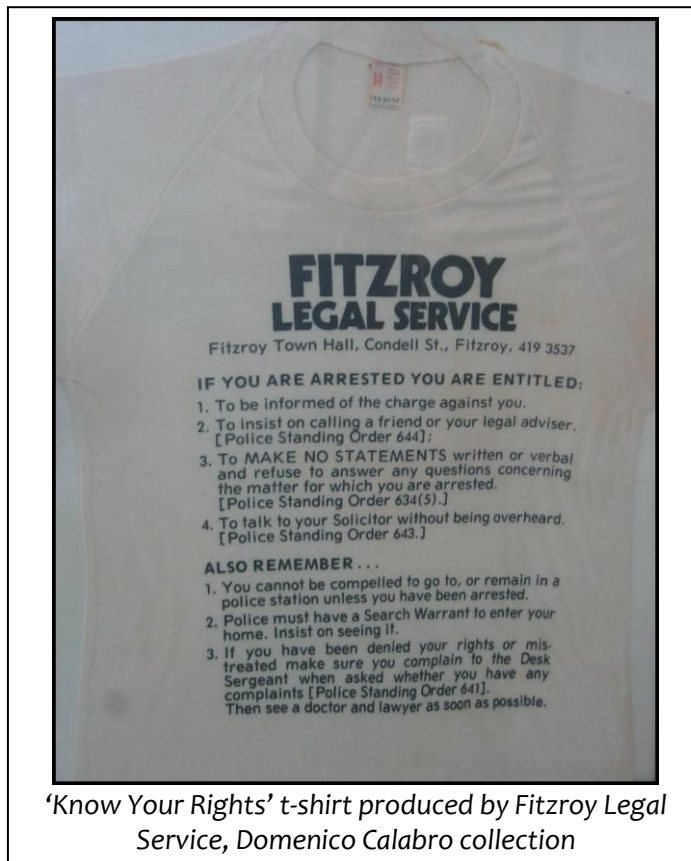 FITZROY
LEGAL SERVICE
Fitzroy Town Hall, Condell St., Fitzroy, 419 3537
IF YOU ARE ARRESTED YOU ARE ENTITLED:
1. To be informed of the charge against you.
2. To insist on calling a friend or your legal adviser.
[Police Standing Order 644];
3. To MAKE NO STATEMENTS written or verbal
and refuse to answer any questions concerning
the matter for which you are arrested.
[Police Standing Order 634(5).]
4. To talk to your Solicitor without being overheard.
[Police Standing Order 643.]
ALSO REMEMBER ...
1. You cannot be compelled to go to, or remain in a
police station unless you have been arrested.
2. Police must have a Search Warrant to enter your
home. Insist on seeing it.
3. If you have been denied your rights or mis-
treated make sure you complain to the Desk
Sergeant when asked whether you have any
complaints [Police Standing Order 641].
Then see a doctor and lawyer as soon as possible.
‘Know Your Rights’ t-shirt produced by Fitzroy Legal
Service, Domenico Calabro collection